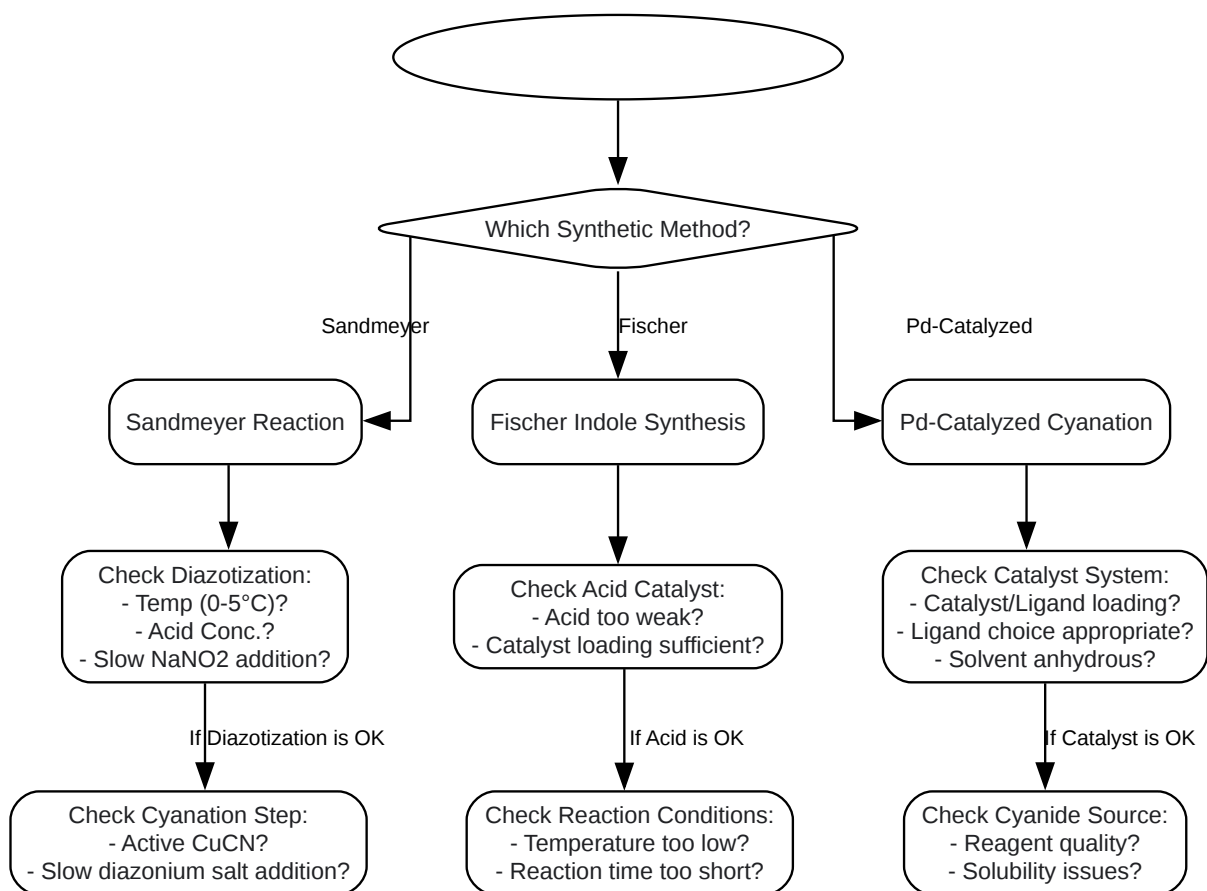 Which Synthetic Method?
Sandmeyer
Fischer
Pd-Catalyzed
Sandmeyer Reaction
Fischer Indole Synthesis
Pd-Catalyzed Cyanation
Check Diazotization:
- Temp (0-5°C)?
- Acid Conc.?
- Slow NaNO2 addition?
Check Acid Catalyst:
- Acid too weak?
- Catalyst loading sufficient?
Check Catalyst System:
- Catalyst/Ligand loading?
- Ligand choice appropriate?
- Solvent anhydrous?
If Diazotization is OK
If Acid is OK
If Catalyst is OK
Check Cyanation Step:
- Active CuCN?
- Slow diazonium salt addition?
Check Reaction Conditions:
- Temperature too low?
- Reaction time too short?
Check Cyanide Source:
- Reagent quality?
- Solubility issues?